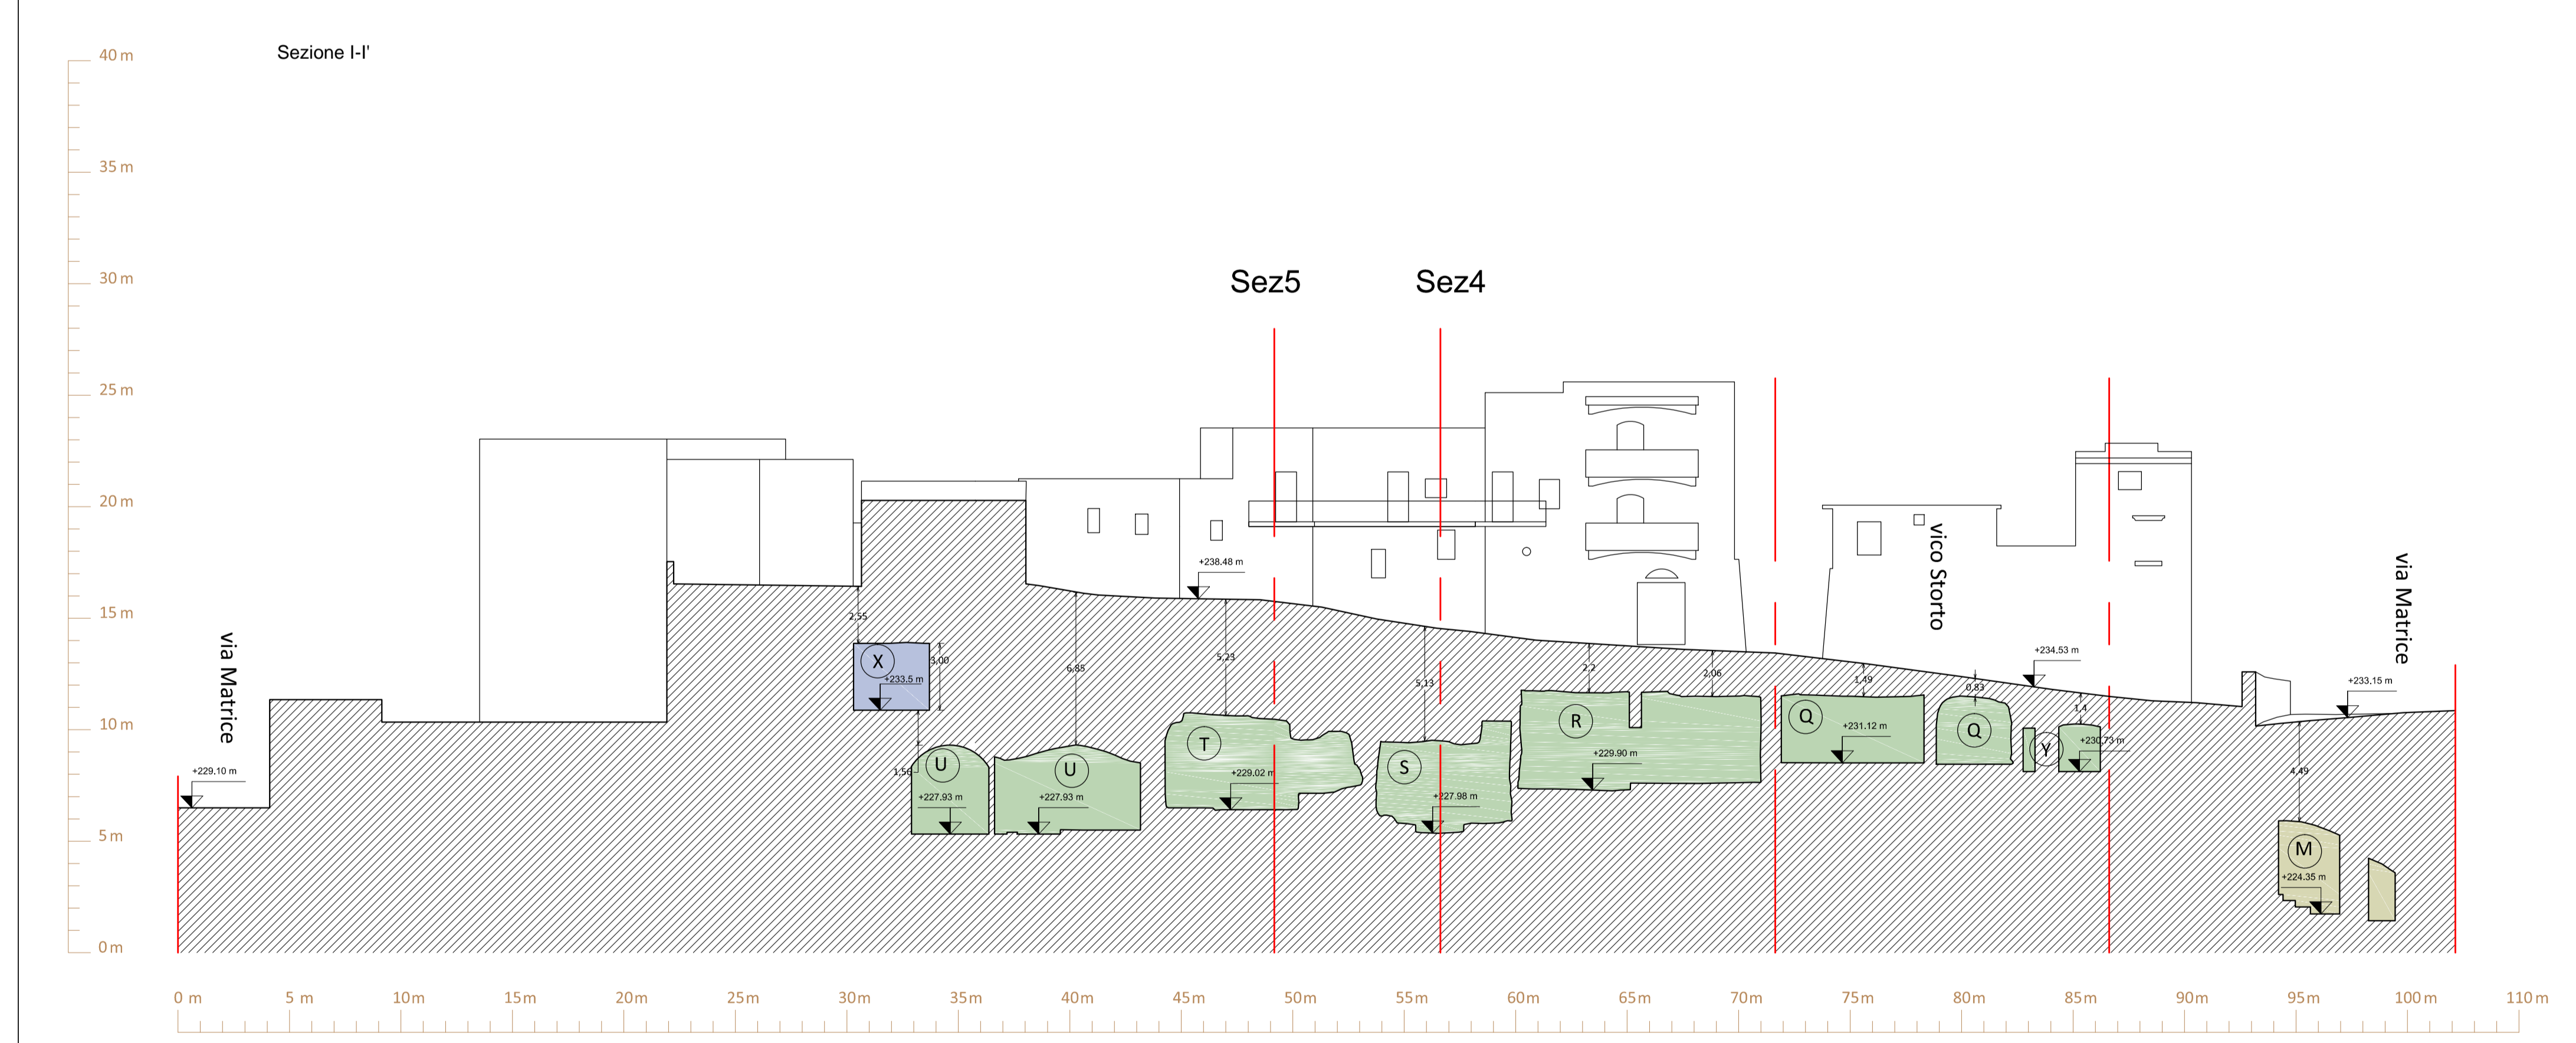 Sezione I-I'
40 m
35 m
30 m
25 m
20 m
15 m
10 m
5 m
0 m
Sez5
Sez4
via Matrice
vico Storto
via Matrice
+238.48 m
+234,53 m
+233,15 m
+229.10 m
2,55
X
3,00
+233.5 m
6,85
5,23
5,13
2,2
2,06
1,49
0,83
1,4
4,49
1,56
U
+227.93 m
U
+227.93 m
T
+229.02 m
S
+227.98 m
R
+229.90 m
Q
+231.12 m
Q
Y
+230,73 m
M
+224.35 m
0 m
5 m
10m
15m
20m
25m
30m
35m
40m
45m
50m
55m
60m
65m
70m
75m
80m
85m
90m
95m
100 m
110 m